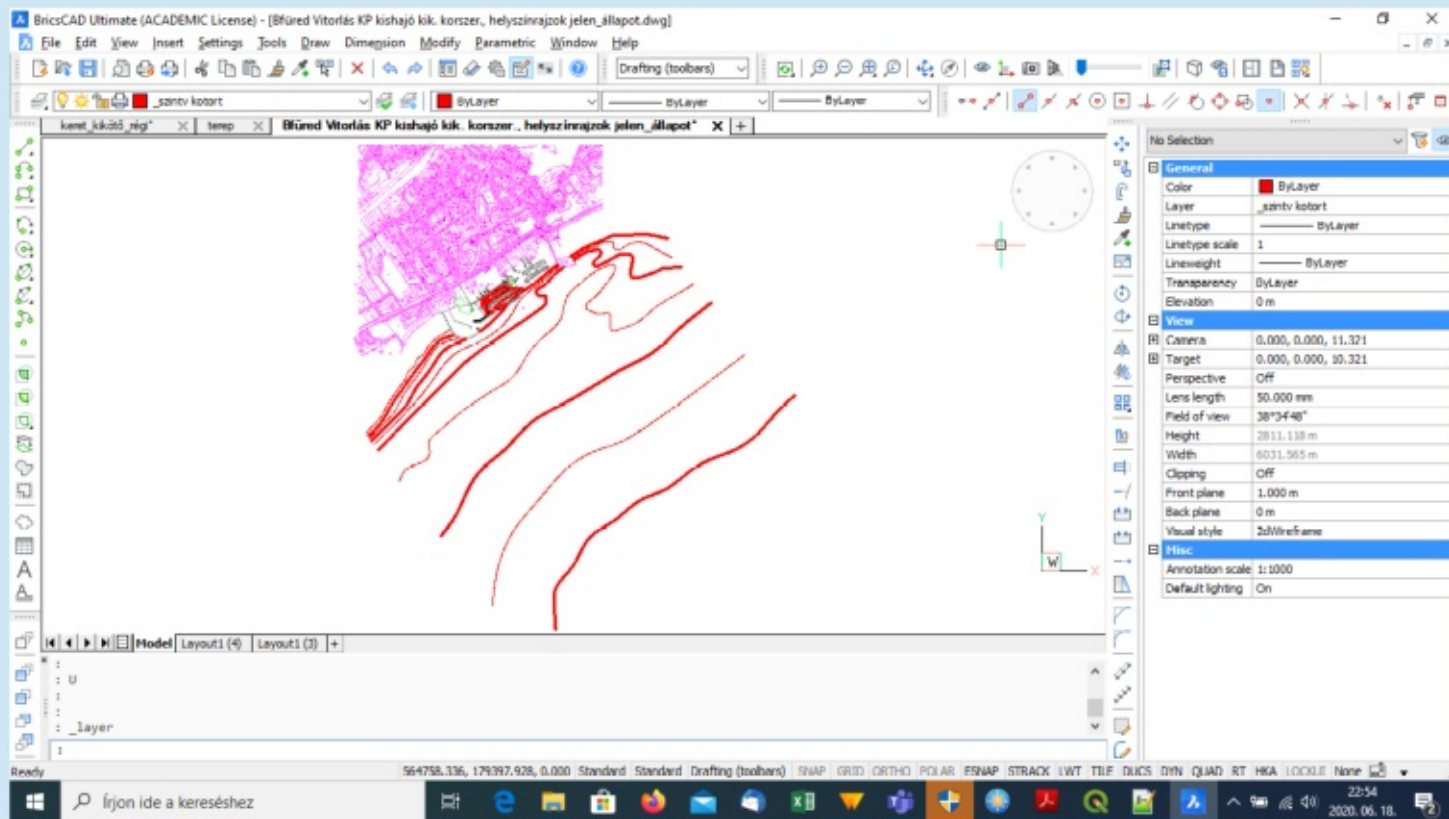 BricsCAD Ultimate (ACADEMIC License) - [Bfüred Vitorlás KP kishajó kik. korszer., helyszínrajzok jelen_állapot.dwg]
File Edit View Insert Settings Tools Draw Dimension Modify Parametric Window Help
Drafting (toolbars)
_szintv kotort ByLayer ByLayer ByLayer
keret_kikötő_régi* terep Bfüred Vitorlás KP kishajó kik. korszer., helyszínrajzok jelen_állapot*
No Selection
General
Color ByLayer
Layer _szintv kotort
Linetype ByLayer
Linetype scale 1
Lineweight ByLayer
Transparency ByLayer
Elevation 0 m
View
Camera 0.000, 0.000, 11.321
Target 0.000, 0.000, 10.321
Perspective Off
Lens length 50.000 mm
Field of view 38°34'48"
Height 2811.118 m
Width 6031.565 m
Clipping Off
Front plane 1.000 m
Back plane 0 m
Visual style 2dWireframe
Misc
Annotation scale 1:1000
Default lighting On
Y
W
X
Model Layout1 (4) Layout1 (3) +
:
: U
:
:
: _layer
:
Ready 564758.336, 179397.928, 0.000 Standard Standard Drafting (toolbars) SNAP GRID ORTHO POLAR ESNAP STRACK LWT TILE DUCS DYN QUAD RT HKA LOCKUI None
Írjon ide a kereséshez
22:54
2020. 06. 18.
2